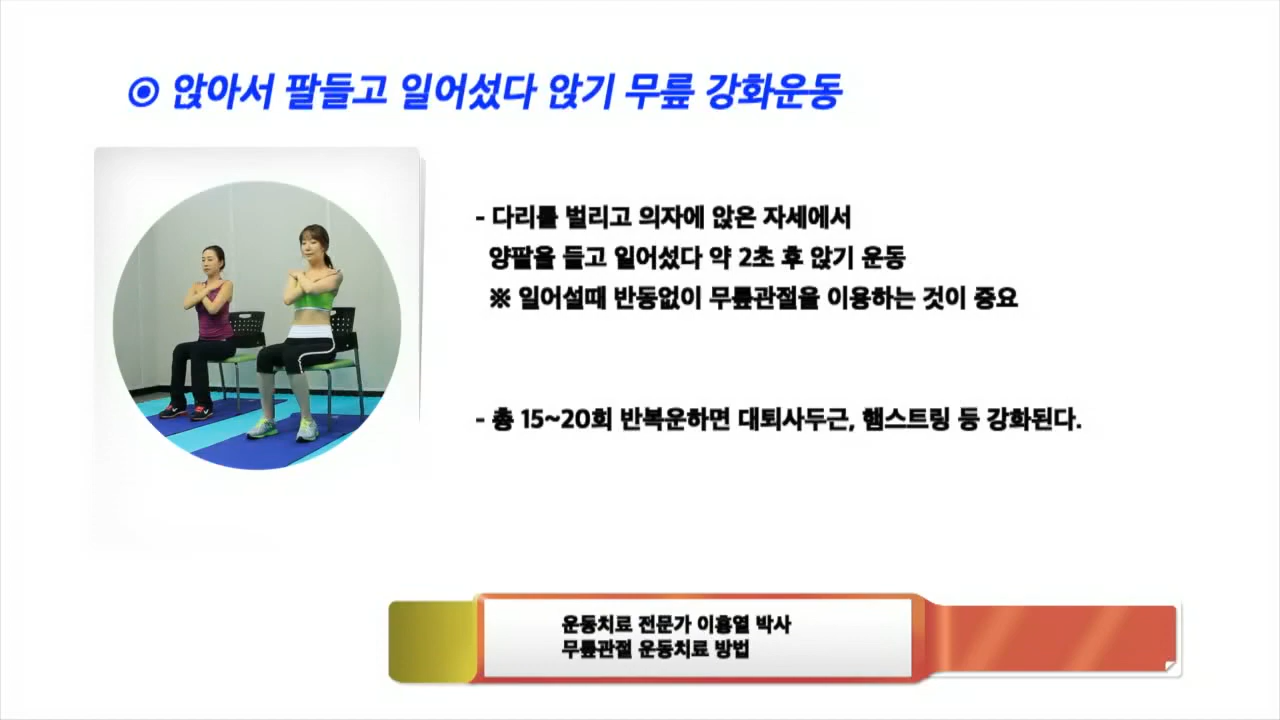 ◉ 앉아서 팔들고 일어섰다 앉기 무릎 강화운동
- 다리를 벌리고 의자에 앉은 자세에서
양팔을 들고 일어섰다 약 2초 후 앉기 운동
※ 일어설때 반동없이 무릎관절을 이용하는 것이 중요
- 총 15~20회 반복운하면 대퇴사두근, 햄스트링 등 강화된다.
운동치료 전문가 이홍열 박사
무릎관절 운동치료 방법